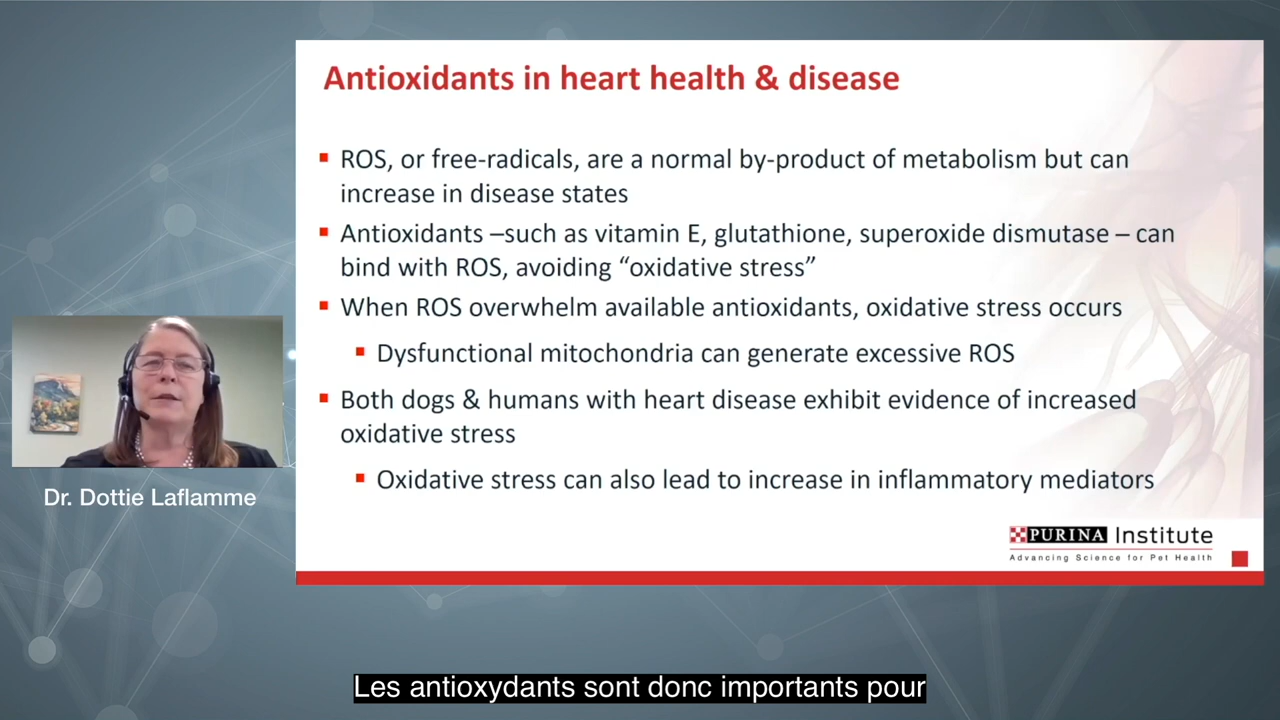 Antioxidants in heart health & disease
ROS, or free-radicals, are a normal by-product of metabolism but can
increase in disease states
Antioxidants –such as vitamin E, glutathione, superoxide dismutase – can
bind with ROS, avoiding “oxidative stress”
When ROS overwhelm available antioxidants, oxidative stress occurs
Dysfunctional mitochondria can generate excessive ROS
Both dogs & humans with heart disease exhibit evidence of increased
oxidative stress
Oxidative stress can also lead to increase in inflammatory mediators
PURINA Institute
Advancing Science for Pet Health
Dr. Dottie Laflamme
Les antioxydants sont donc importants pour